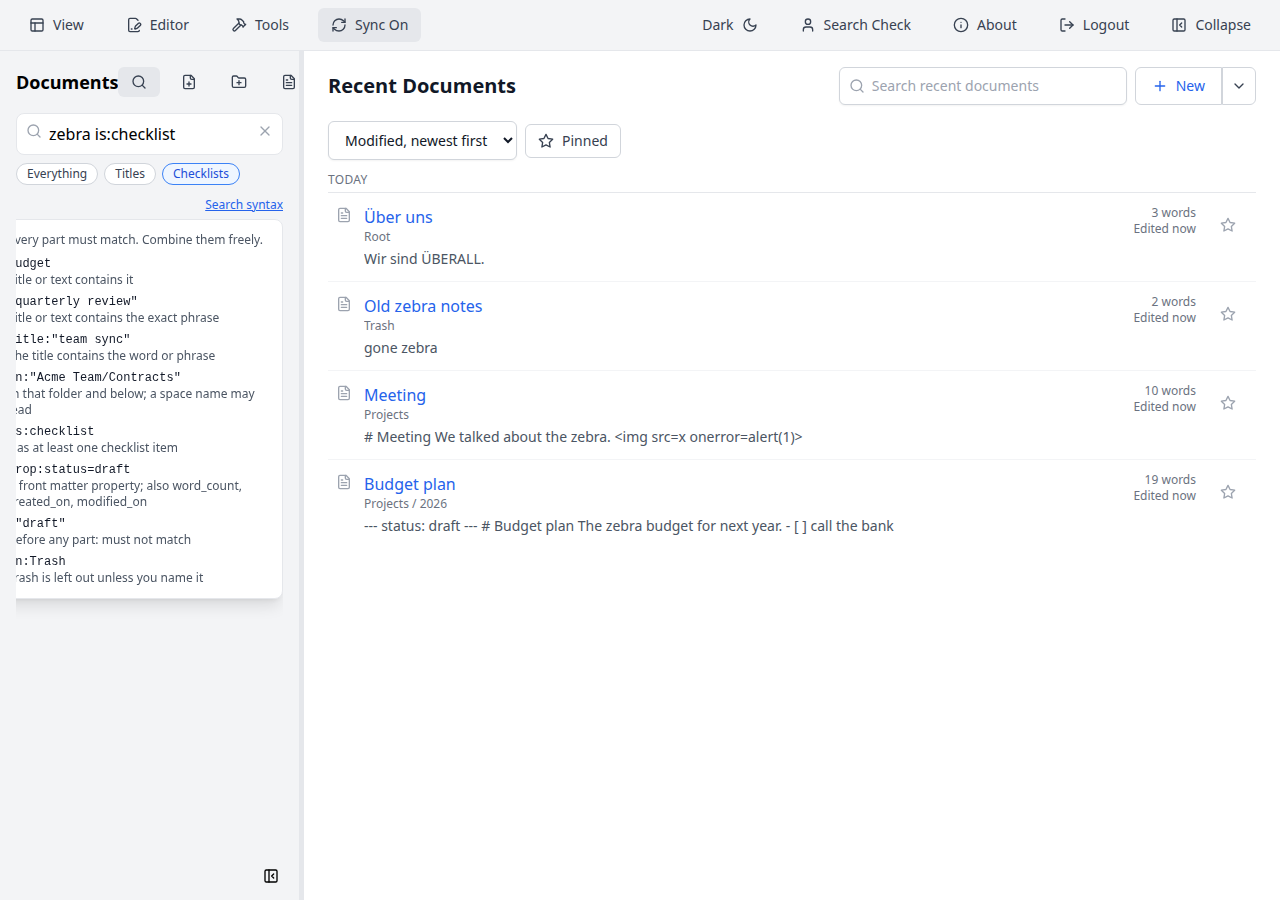 View
Editor
Tools
Sync On
Dark
Search Check
About
Logout
Collapse
Documents
zebra is:checklist
Everything
Titles
Checklists
Search syntax
very part must match. Combine them freely.
udget
itle or text contains it
quarterly review"
itle or text contains the exact phrase
itle:"team sync"
he title contains the word or phrase
n:"Acme Team/Contracts"
n that folder and below; a space name may
ead
s:checklist
as at least one checklist item
rop:status=draft
front matter property; also word_count,
reated_on, modified_on
"draft"
efore any part: must not match
n:Trash
rash is left out unless you name it
Recent Documents
Search recent documents
New
Modified, newest first
Pinned
TODAY
Über uns
Root
Wir sind ÜBERALL.
3 words
Edited now
Old zebra notes
Trash
gone zebra
2 words
Edited now
Meeting
Projects
# Meeting We talked about the zebra. <img src=x onerror=alert(1)>
10 words
Edited now
Budget plan
Projects / 2026
--- status: draft --- # Budget plan The zebra budget for next year. - [ ] call the bank
19 words
Edited now